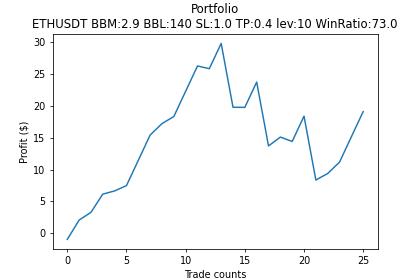 Portfolio
ETHUSDT BBM:2.9 BBL:140 SL:1.0 TP:0.4 lev:10 WinRatio:73.0
30
25
20
15
10
5
0
Profit ($)
0 5 10 15 20 25
Trade counts